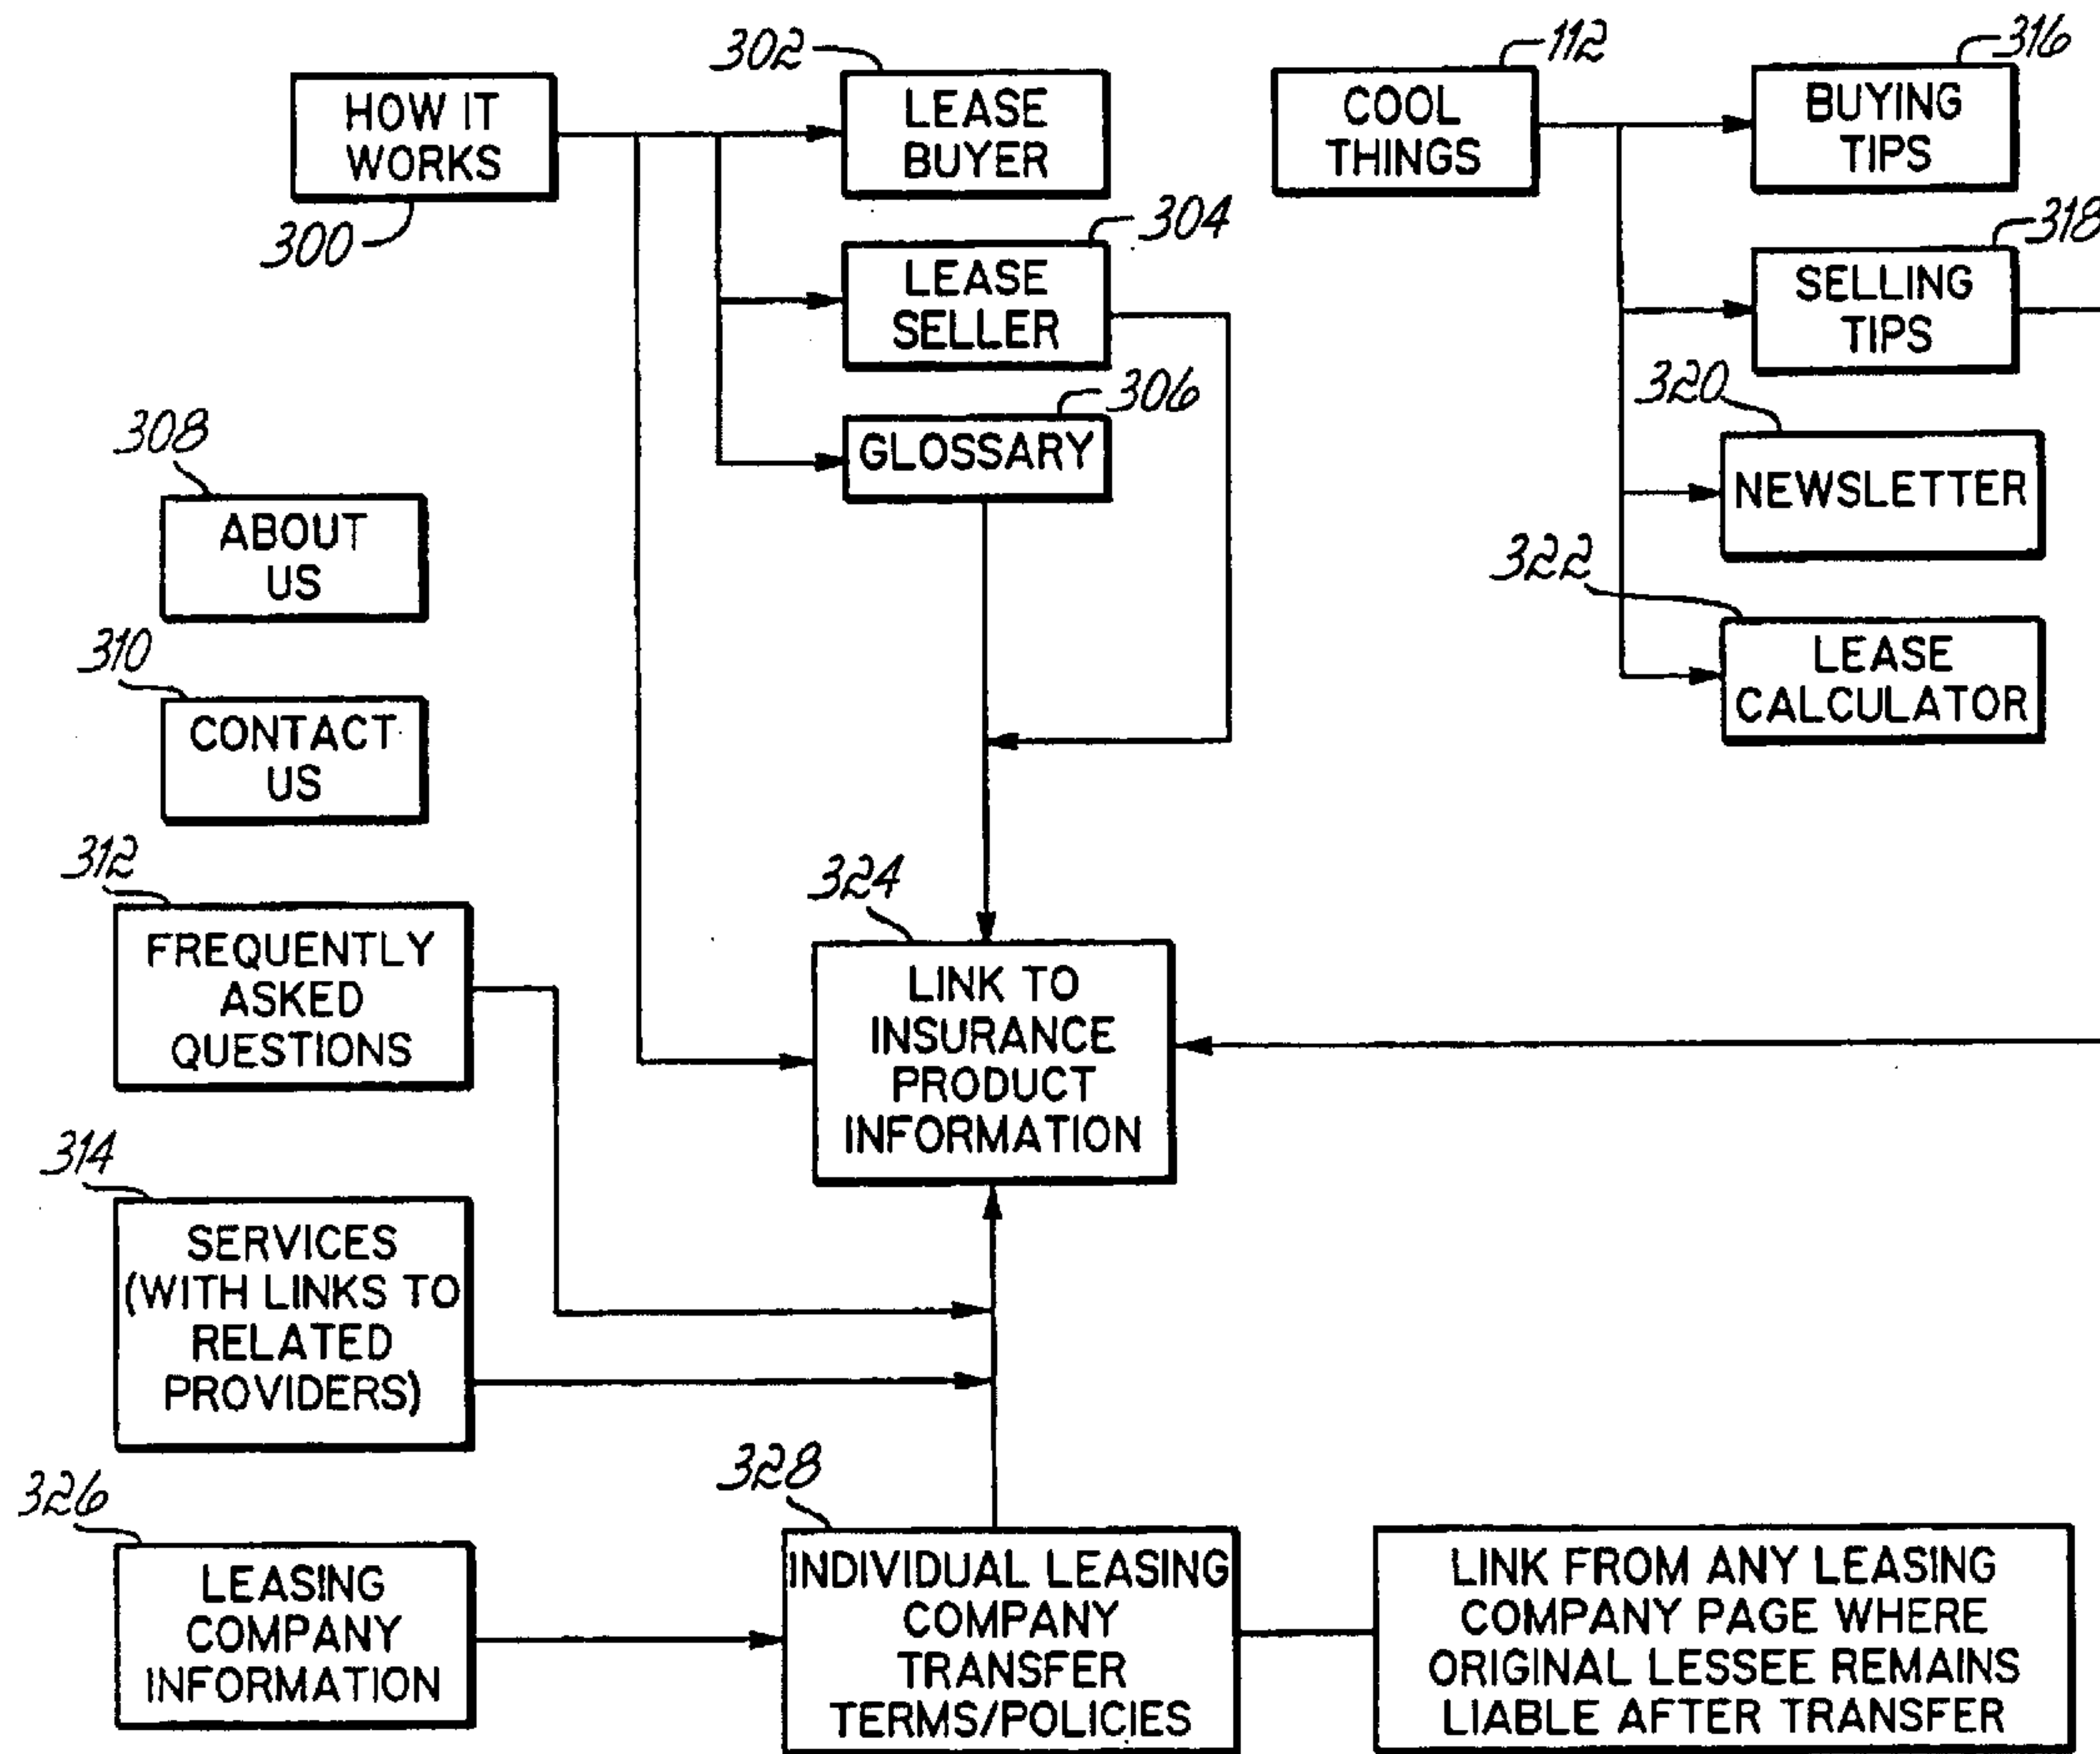 302
HOW IT
WORKS
300
LEASE
BUYER
304
LEASE
SELLER
306
GLOSSARY
112
COOL
THINGS
316
BUYING
TIPS
318
SELLING
TIPS
320
NEWSLETTER
322
LEASE
CALCULATOR
308
ABOUT
US
310
CONTACT
US
312
FREQUENTLY
ASKED
QUESTIONS
324
LINK TO
INSURANCE
PRODUCT
INFORMATION
314
SERVICES
(WITH LINKS TO
RELATED
PROVIDERS)
326
LEASING
COMPANY
INFORMATION
328
INDIVIDUAL LEASING
COMPANY
TRANSFER
TERMS/POLICIES
LINK FROM ANY LEASING
COMPANY PAGE WHERE
ORIGINAL LESSEE REMAINS
LIABLE AFTER TRANSFER